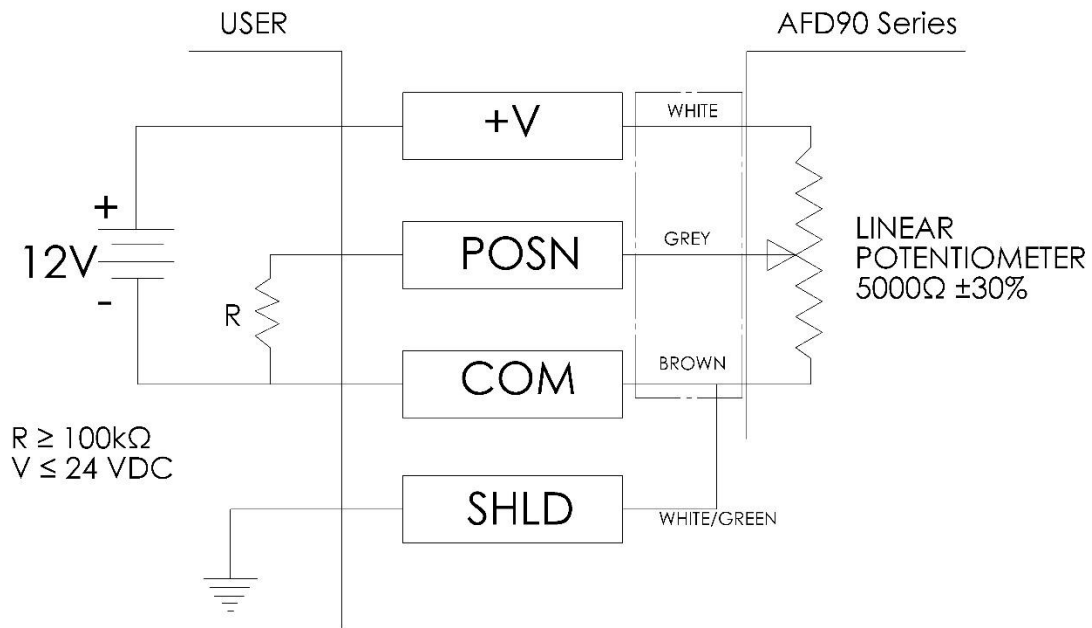 USER
AFD90 Series
+V
WHITE
+
12V
-
POSN
GREY
LINEAR
POTENTIOMETER
5000Ω ±30%
R
COM
BROWN
R ≥ 100kΩ
V ≤ 24 VDC
SHLD
WHITE/GREEN